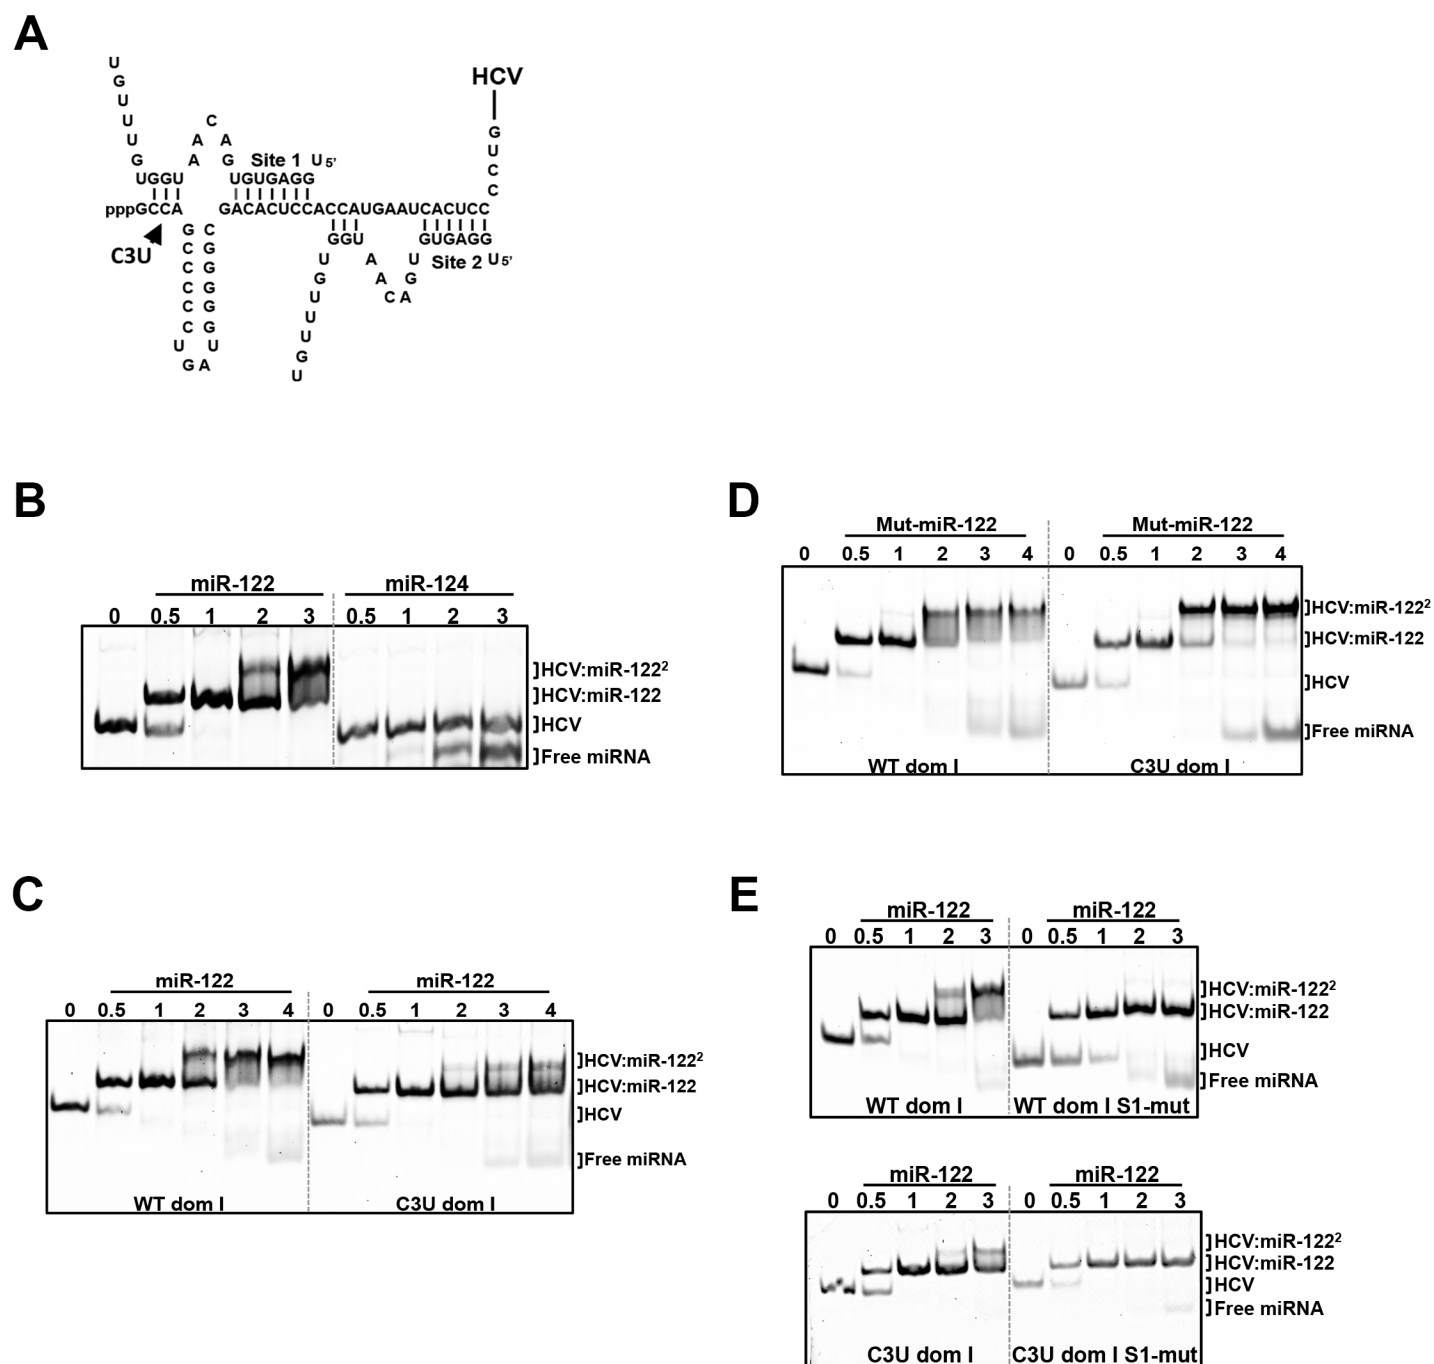 A
U
G
U
U
U
G
UGGU
A
A
C
A
G
Site 1 U5'
UGUGAGG
pppGCCA GACACUCCACCAUGAAUCACUCC
C3U
G
C
C
C
C
C
U
G
A
U
G
G
G
G
G
C
GGU
U
G
U
U
U
G
U
A
A
C
A
G
U
GUGAGG
Site 2 U5'
HCV
G
U
C
C
B
miR-122 miR-124
0 0.5 1 2 3 0.5 1 2 3
]HCV:miR-122²
]HCV:miR-122
]HCV
]Free miRNA
C
miR-122 miR-122
0 0.5 1 2 3 4 0 0.5 1 2 3 4
]HCV:miR-122²
]HCV:miR-122
]HCV
]Free miRNA
WT dom I C3U dom I
D
Mut-miR-122 Mut-miR-122
0 0.5 1 2 3 4 0 0.5 1 2 3 4
]HCV:miR-122²
]HCV:miR-122
]HCV
]Free miRNA
WT dom I C3U dom I
E
miR-122 miR-122
0 0.5 1 2 3 0 0.5 1 2 3
]HCV:miR-122²
]HCV:miR-122
]HCV
]Free miRNA
WT dom I WT dom I S1-mut
miR-122 miR-122
0 0.5 1 2 3 0 0.5 1 2 3
]HCV:miR-122²
]HCV:miR-122
]HCV
]Free miRNA
C3U dom I C3U dom I S1-mut